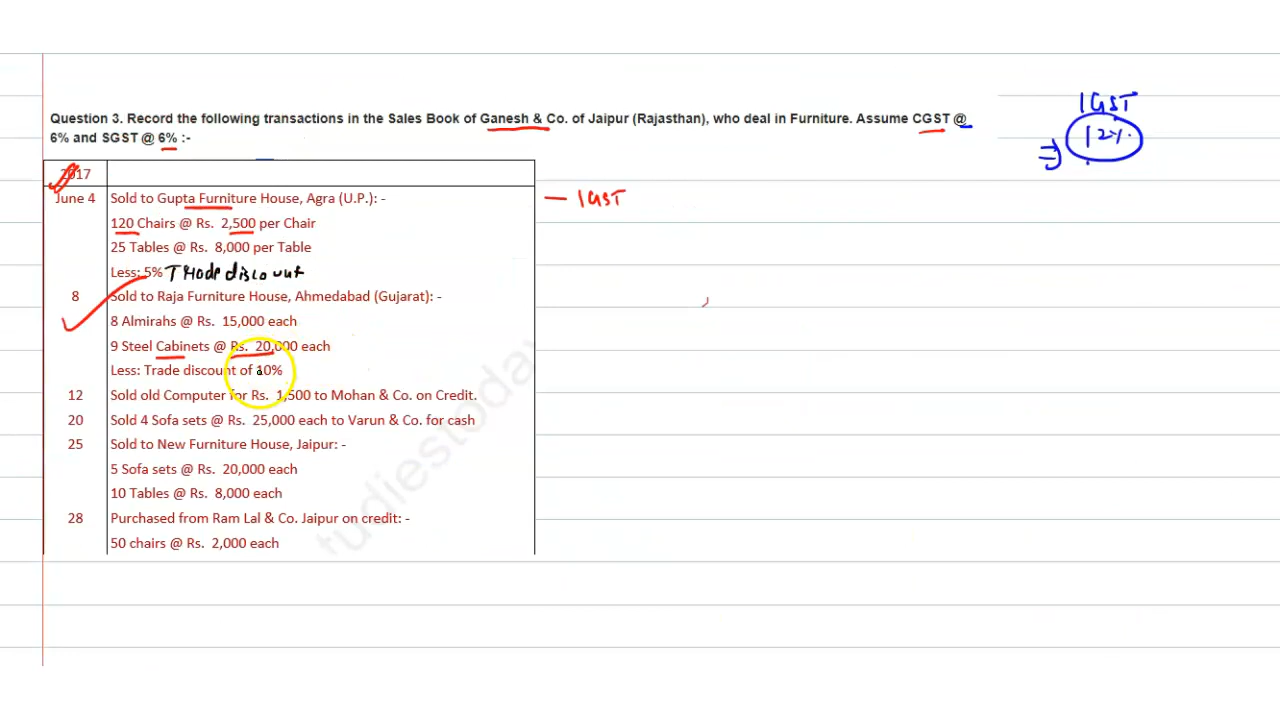 IGST
12%
Question 3. Record the following transactions in the Sales Book of Ganesh & Co. of Jaipur (Rajasthan), who deal in Furniture. Assume CGST @
6% and SGST @ 6% :-
2017
June 4 Sold to Gupta Furniture House, Agra (U.P.): - — IGST
120 Chairs @ Rs. 2,500 per Chair
25 Tables @ Rs. 8,000 per Table
Less: 5% Trade discount
8 Sold to Raja Furniture House, Ahmedabad (Gujarat): -
8 Almirahs @ Rs. 15,000 each
9 Steel Cabinets @ Rs. 20,000 each
Less: Trade discount of 10%
12 Sold old Computer for Rs. 1,500 to Mohan & Co. on Credit.
20 Sold 4 Sofa sets @ Rs. 25,000 each to Varun & Co. for cash
25 Sold to New Furniture House, Jaipur: -
5 Sofa sets @ Rs. 20,000 each
10 Tables @ Rs. 8,000 each
28 Purchased from Ram Lal & Co. Jaipur on credit: -
50 chairs @ Rs. 2,000 each
tudiestoday